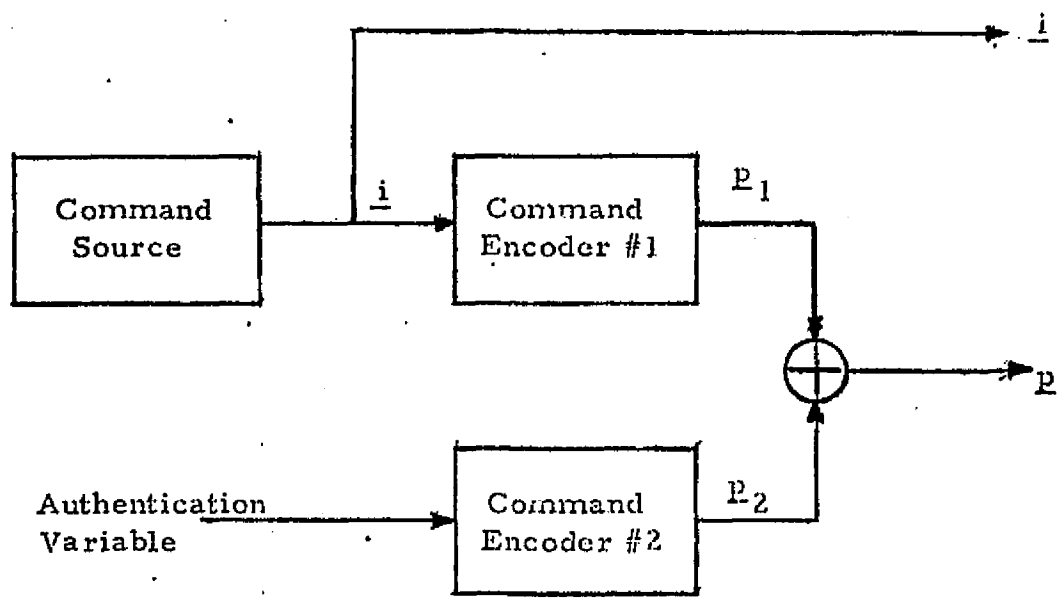 i
Command
Source
i
Command
Encoder #1
p1
p
Authentication
Variable
Command
Encoder #2
p2